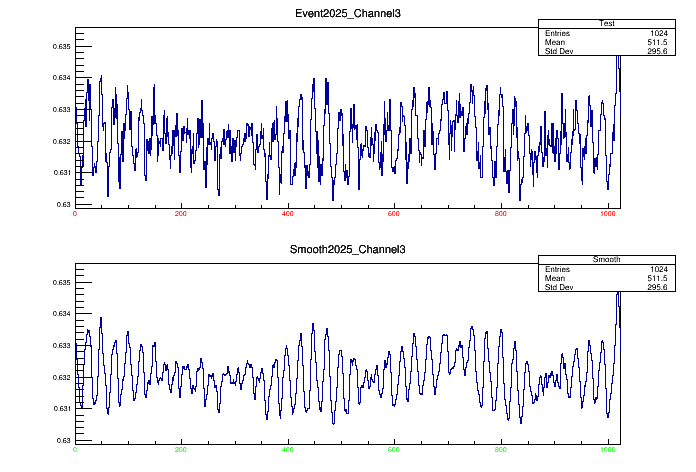 Event2025_Channel3
Test
Entries 1024
Mean 511.5
Std Dev 295.6
0.635
0.634
0.633
0.632
0.631
0.63
0 200 400 600 800 1000
Smooth2025_Channel3
Smooth
Entries 1024
Mean 511.5
Std Dev 295.6
0.635
0.634
0.633
0.632
0.631
0.63
0 200 400 600 800 1000